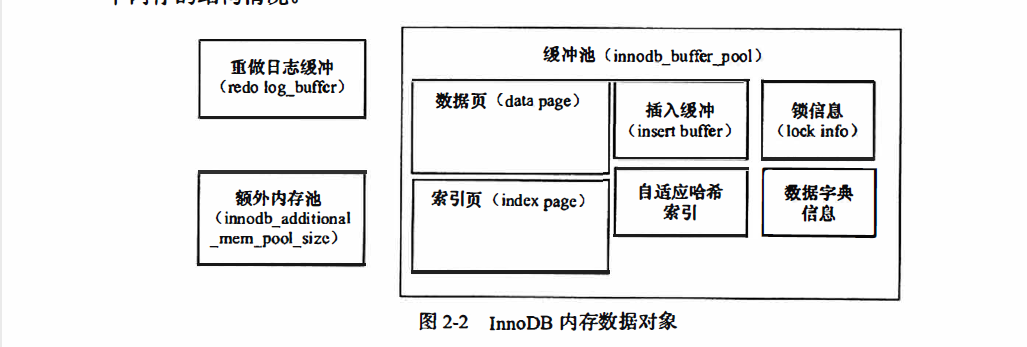 重做日志缓冲
（redo log_buffer）
缓冲池（innodb_buffer_pool）
数据页（data page）
插入缓冲
（insert buffer）
锁信息
（lock info）
额外内存池
（innodb_additional
_mem_pool_size）
索引页（index page）
自适应哈希
索引
数据字典
信息
图 2-2 InnoDB 内存数据对象